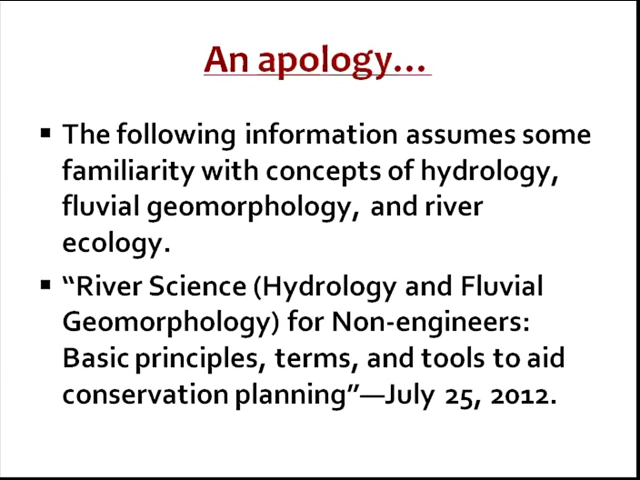 An apology…
▪ The following information assumes some
familiarity with concepts of hydrology,
fluvial geomorphology, and river
ecology.
▪ “River Science (Hydrology and Fluvial
Geomorphology) for Non-engineers:
Basic principles, terms, and tools to aid
conservation planning”—July 25, 2012.